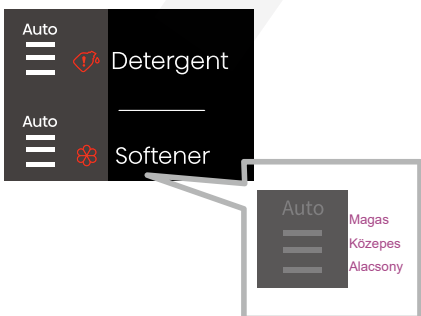 Auto
Detergent
Auto
Softener
Auto
Magas
Közepes
Alacsony